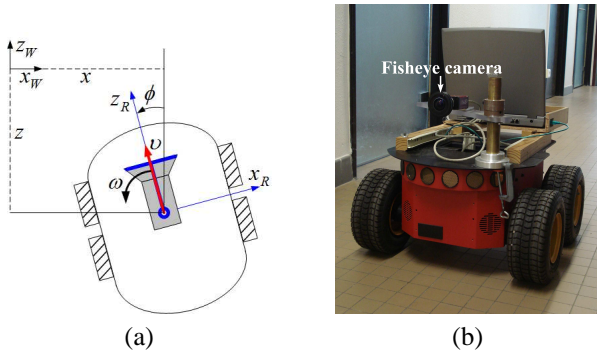 z_W
x_W
x
z
z_R
ϕ
υ
ω
x_R
Fisheye camera
(a)
(b)